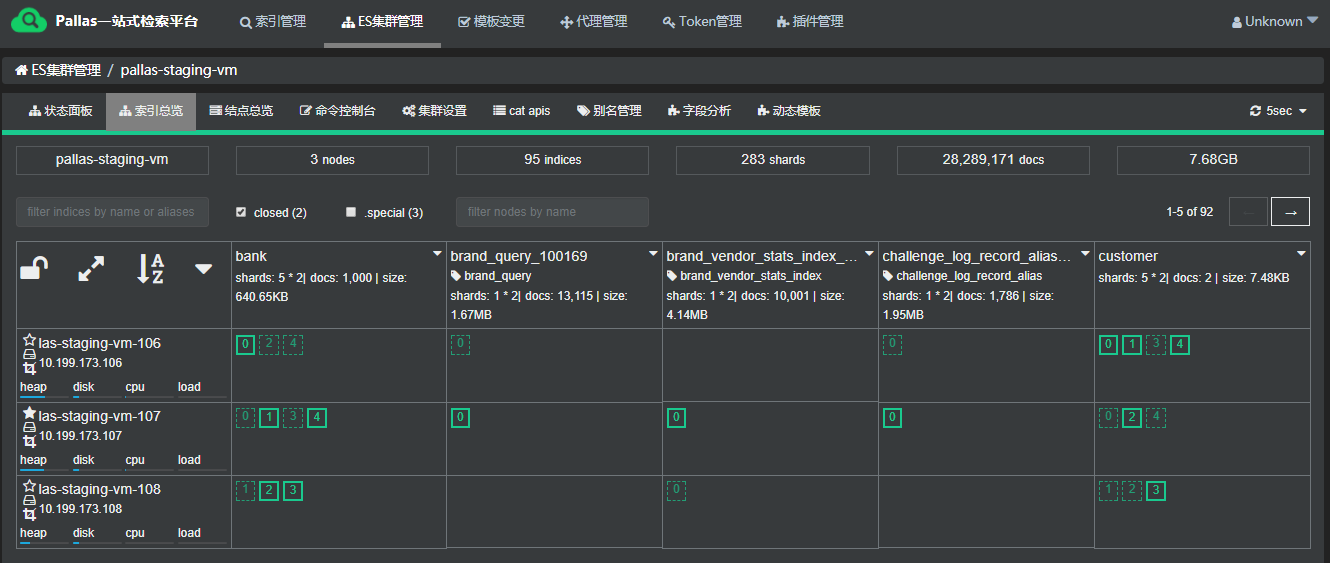 Pallas一站式检索平台 索引管理 ES集群管理 模板变更 代理管理 Token管理 插件管理 Unknown
ES集群管理 / pallas-staging-vm
状态面板 索引总览 结点总览 命令控制台 集群设置 cat apis 别名管理 字段分析 动态模板 5sec
pallas-staging-vm 3 nodes 95 indices 283 shards 28,289,171 docs 7.68GB
filter indices by name or aliases closed (2) .special (3) filter nodes by name 1-5 of 92 ← →
bank
shards: 5 * 2| docs: 1,000 | size:
640.65KB
brand_query_100169
brand_query
shards: 1 * 2| docs: 13,115 | size:
1.67MB
brand_vendor_stats_index_...
brand_vendor_stats_index
shards: 1 * 2| docs: 10,001 | size:
4.14MB
challenge_log_record_alias...
challenge_log_record_alias
shards: 1 * 2| docs: 1,786 | size:
1.95MB
customer
shards: 5 * 2| docs: 2 | size: 7.48KB
las-staging-vm-106
10.199.173.106
heap disk cpu load
0 2 4
0
0
0 1 3 4
las-staging-vm-107
10.199.173.107
heap disk cpu load
0 1 3 4
0
0
0
0 2 4
las-staging-vm-108
10.199.173.108
heap disk cpu load
1 2 3
0
1 2 3